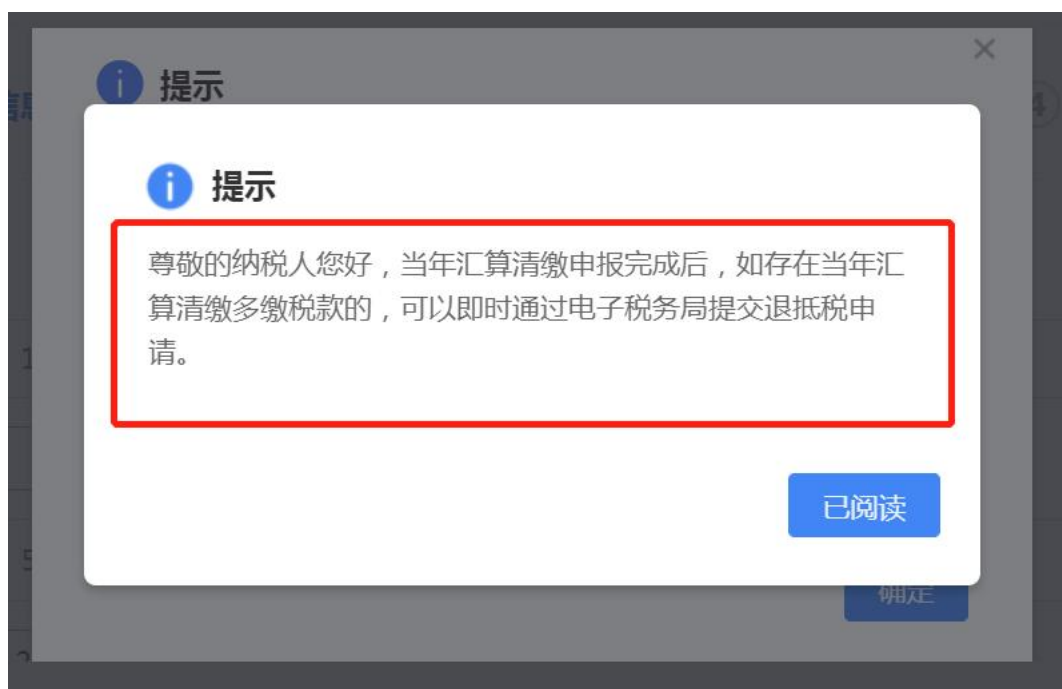 提示
提示
尊敬的纳税人您好，当年汇算清缴申报完成后，如存在当年汇
算清缴多缴税款的，可以即时通过电子税务局提交退抵税申
请。
已阅读
确定